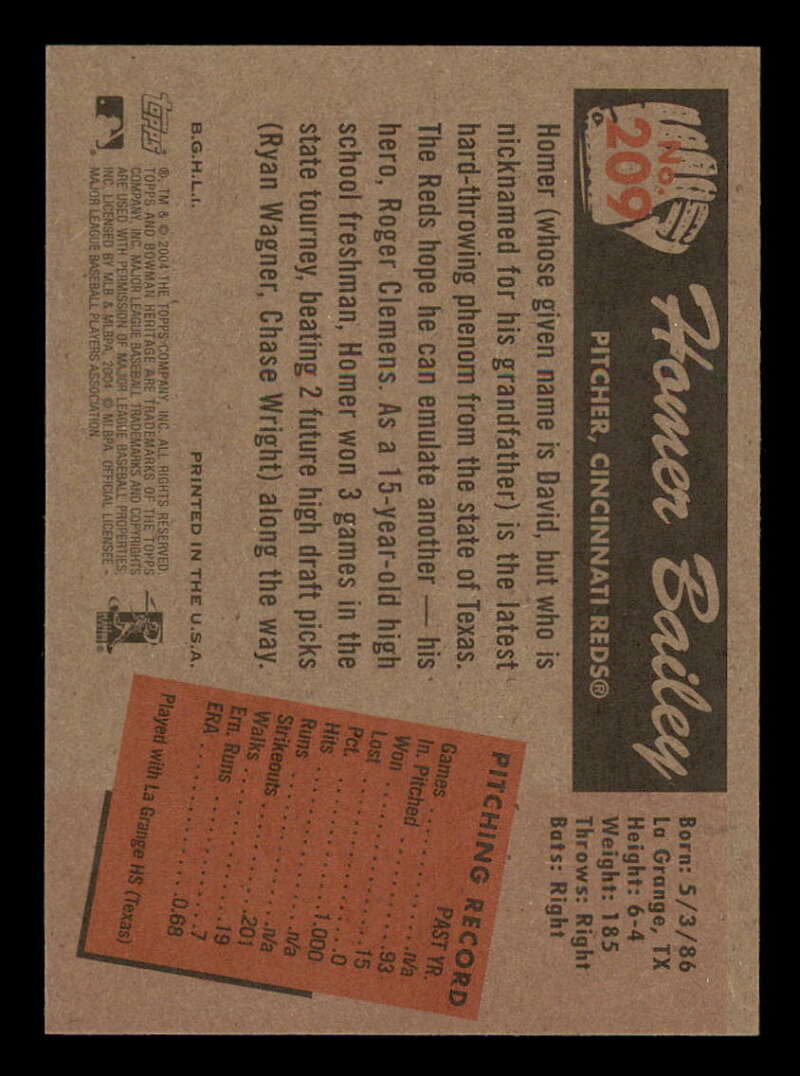 No.
209
Homer Bailey
PITCHER, CINCINNATI REDS®
Born: 5/3/86
La Grange, TX
Height: 6-4
Weight: 185
Throws: Right
Bats: Right
Homer (whose given name is David, but who is
nicknamed for his grandfather) is the latest
hard-throwing phenom from the state of Texas.
The Reds hope he can emulate another — his
hero, Roger Clemens. As a 15-year-old high
school freshman, Homer won 3 games in the
state tourney, beating 2 future high draft picks
(Ryan Wagner, Chase Wright) along the way.
PITCHING RECORD
PAST YR.
Games ........ n/a
In. Pitched ........ 93
Won ........ 15
Lost ........ 0
Pct. ........ 1.000
Hits ........ n/a
Runs ........ n/a
Strikeouts ........ 201
Walks ........ 19
Ern. Runs ........ 7
ERA ........ 0.68
Played with La Grange HS (Texas)
B.G.H.L.I. PRINTED IN THE U.S.A.
Topps ®, TM & © 2004 THE TOPPS COMPANY, INC. ALL RIGHTS RESERVED.
TOPPS AND BOWMAN HERITAGE ARE TRADEMARKS OF THE TOPPS
COMPANY, INC. MAJOR LEAGUE BASEBALL TRADEMARKS AND COPYRIGHTS
ARE USED WITH PERMISSION OF MAJOR LEAGUE BASEBALL PROPERTIES,
INC. LICENSED BY MLB & MLBPA, 2004 © MLBPA, OFFICIAL LICENSEE -
MAJOR LEAGUE BASEBALL PLAYERS ASSOCIATION